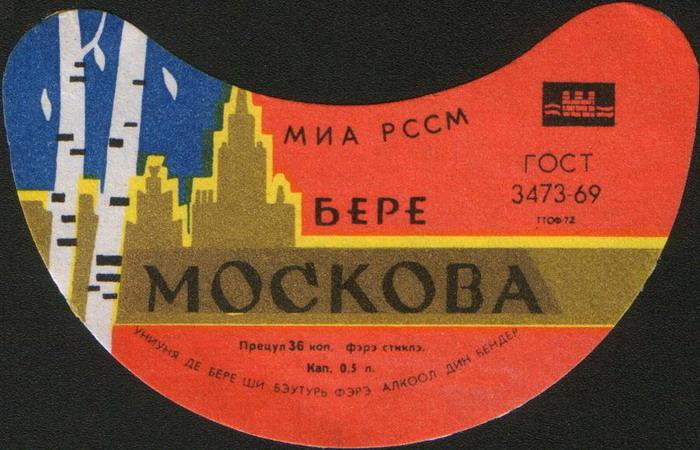 МИА РССМ
ГОСТ
3473-69
ТТОФ-72
БЕРЕ
МОСКОВА
Прецул 36 коп. фэрэ стиклэ.
Кап. 0.5 л.
УНИУНЯ ДЕ БЕРЕ ШИ БЭУТУРЬ ФЭРЭ АЛКООЛ ДИН БЕНДЕР